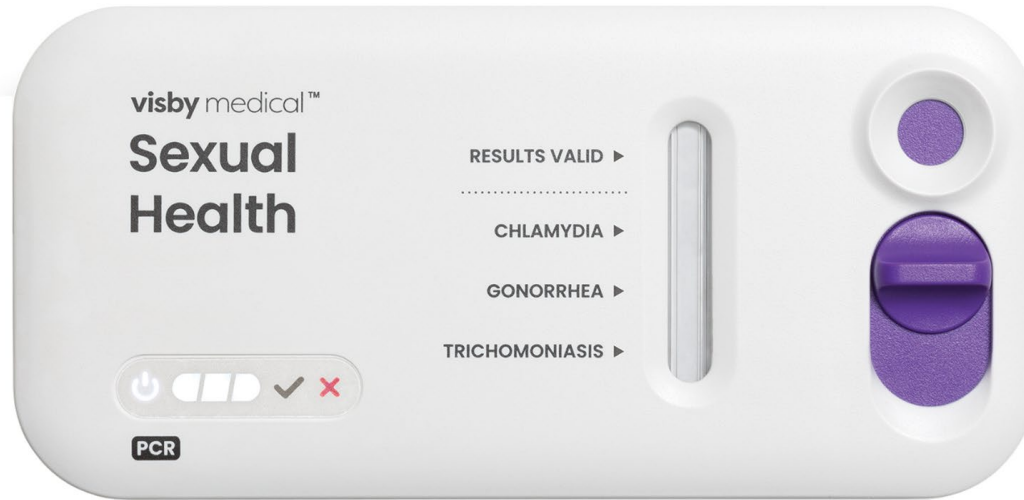 visby medical™
Sexual
Health
RESULTS VALID ▶
CHLAMYDIA ▶
GONORRHEA ▶
TRICHOMONIASIS ▶
PCR